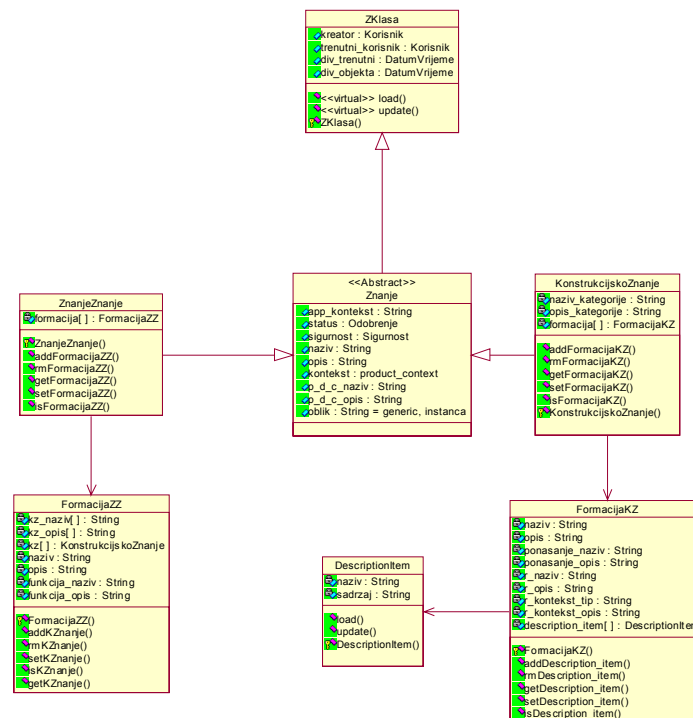 ZKlasa
kreator : Korisnik
trenutni_korisnik : Korisnik
div_trenutni : DatumVrijeme
div_objekta : DatumVrijeme
<<virtual>> load()
<<virtual>> update()
ZKlasa()
ZnanjeZnanje
formacija[ ] : FormacijaZZ
ZnanjeZnanje()
addFormacijaZZ()
rmFormacijaZZ()
getFormacijaZZ()
setFormacijaZZ()
isFormacijaZZ()
<<Abstract>>
Znanje
app_kontekst : String
status : Odobrenje
sigurnost : Sigurnost
naziv : String
opis : String
kontekst : product_context
p_d_c_naziv : String
p_d_c_opis : String
oblik : String = generic, instanca
KonstrukcijskoZnanje
naziv_kategorije : String
opis_kategorije : String
formacija[ ] : FormacijaKZ
addFormacijaKZ()
rmFormacijaKZ()
getFormacijaKZ()
setFormacijaKZ()
isFormacijaKZ()
KonstrukcijskoZnanje()
FormacijaZZ
kz_naziv[ ] : String
kz_opis[ ] : String
kz[ ] : KonstrukcijskoZnanje
naziv : String
opis : String
funkcija_naziv : String
funkcija_opis : String
FormacijaZZ()
addKZnanje()
rmKZnanje()
setKZnanje()
isKZnanje()
getKZnanje()
DescriptionItem
naziv : String
sadrzaj : String
load()
update()
DescriptionItem()
FormacijaKZ
naziv : String
opis : String
ponasanje_naziv : String
ponasanje_opis : String
r_naziv : String
r_opis : String
r_kontekst_tip : String
r_kontekst_opis : String
description_item[ ] : DescriptionItem
FormacijaKZ()
addDescription_item()
rmDescription_item()
getDescription_item()
setDescription_item()
isDescription_item()